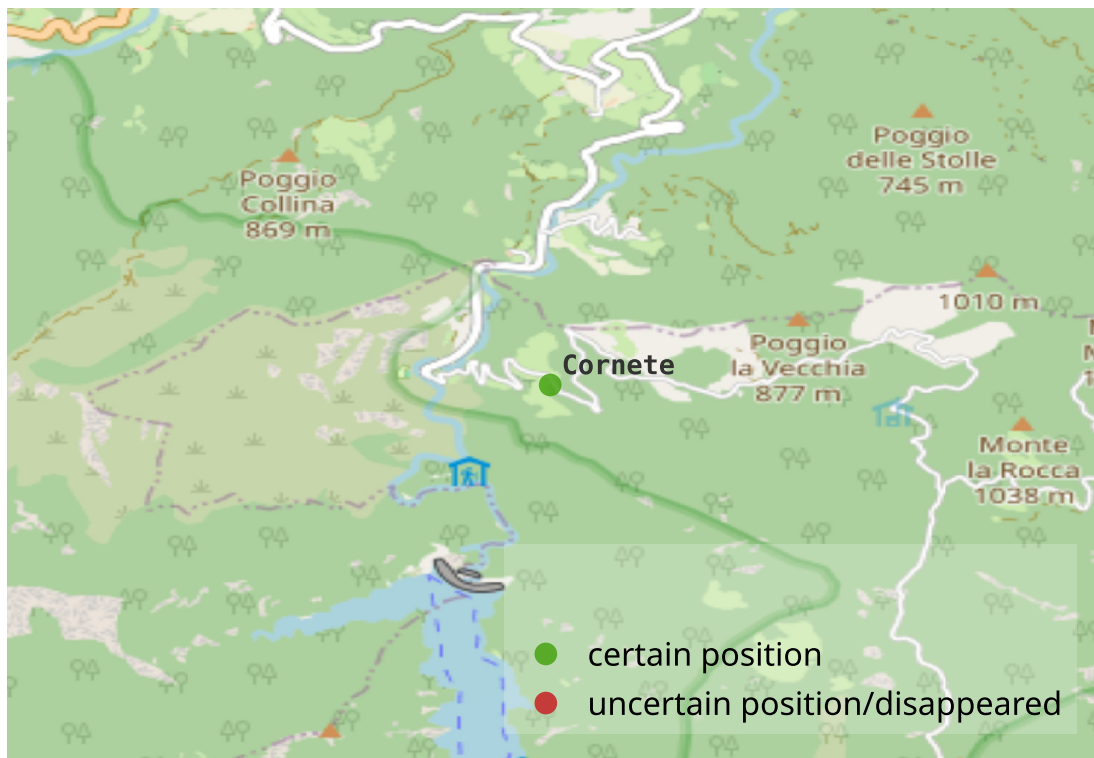 Poggio
delle Stolle
745 m
Poggio
Collina
869 m
1010 m
Poggio
la Vecchia
877 m
Cornete
Monte
la Rocca
1038 m
certain position
uncertain position/disappeared